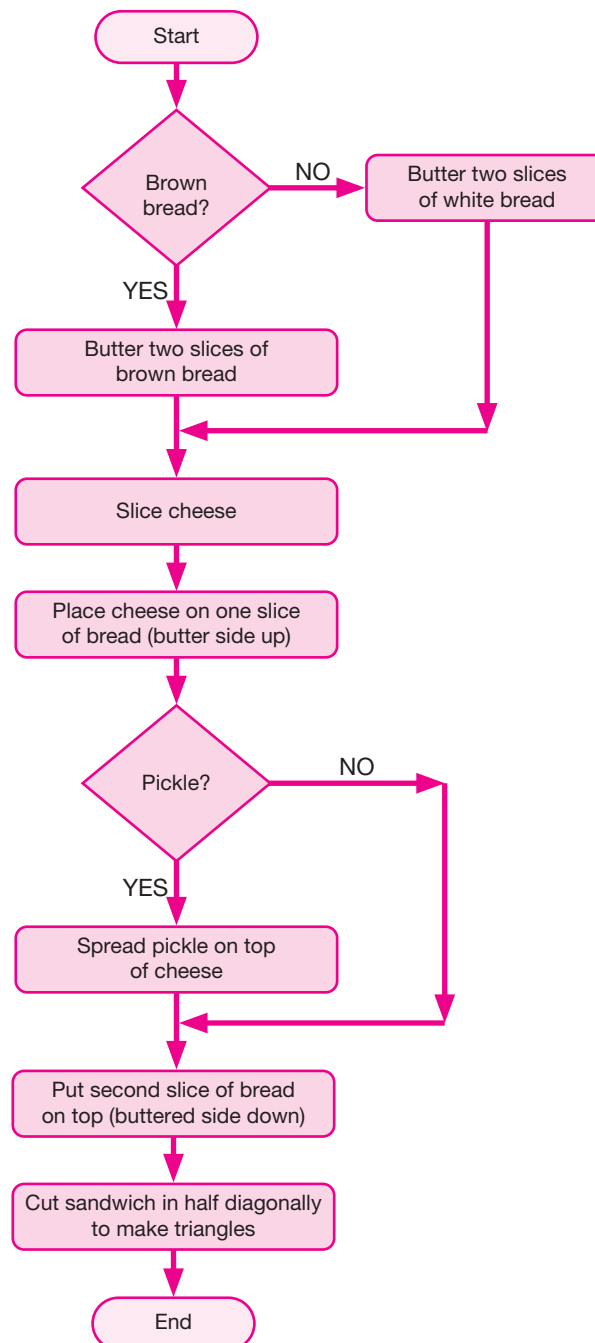 Start
Brown
bread?
NO
Butter two slices
of white bread
YES
Butter two slices of
brown bread
Slice cheese
Place cheese on one slice
of bread (butter side up)
Pickle?
NO
YES
Spread pickle on top
of cheese
Put second slice of bread
on top (buttered side down)
Cut sandwich in half diagonally
to make triangles
End